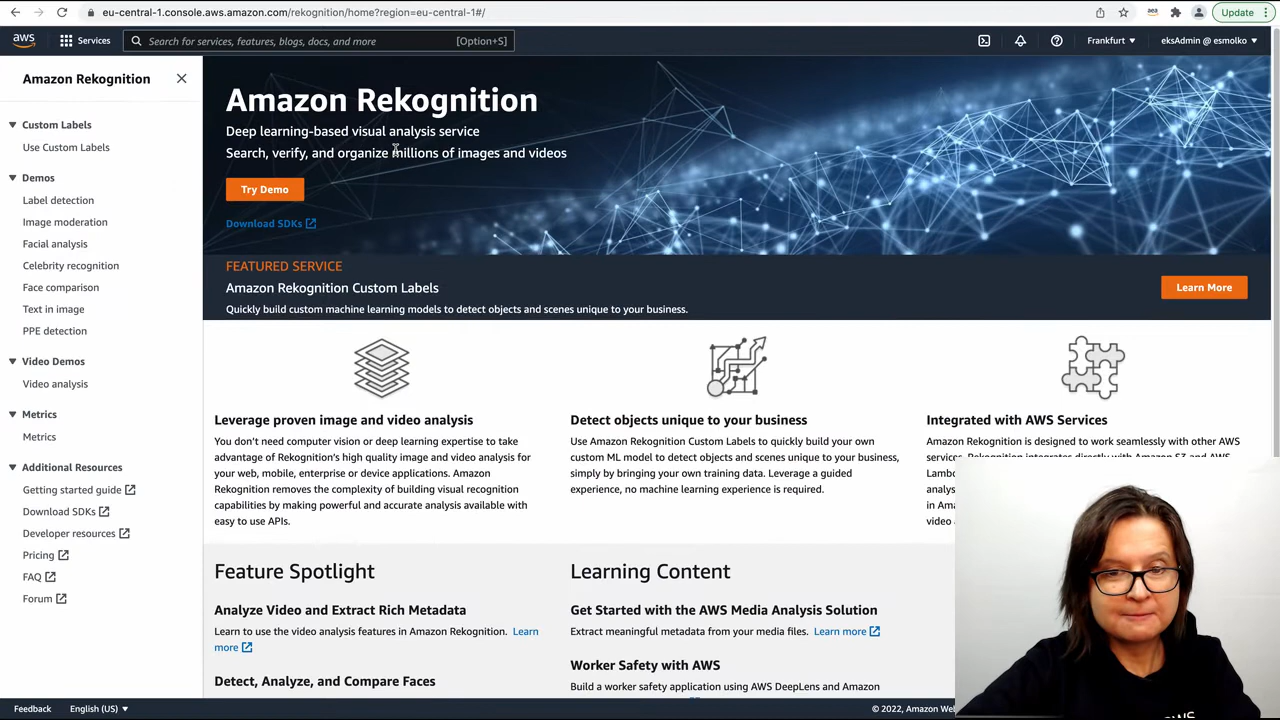 eu-central-1.console.aws.amazon.com/rekognition/home?region=eu-central-1#/
aea
Update
aws
Services
Search for services, features, blogs, docs, and more
[Option+S]
Frankfurt
eksAdmin @ esmolko
Amazon Rekognition
Custom Labels
Use Custom Labels
Demos
Label detection
Image moderation
Facial analysis
Celebrity recognition
Face comparison
Text in image
PPE detection
Video Demos
Video analysis
Metrics
Metrics
Additional Resources
Getting started guide
Download SDKs
Developer resources
Pricing
FAQ
Forum
Amazon Rekognition
Deep learning-based visual analysis service
Search, verify, and organize millions of images and videos
Try Demo
Download SDKs
FEATURED SERVICE
Amazon Rekognition Custom Labels
Quickly build custom machine learning models to detect objects and scenes unique to your business.
Learn More
Leverage proven image and video analysis
You don't need computer vision or deep learning expertise to take
advantage of Rekognition's high quality image and video analysis for
your web, mobile, enterprise or device applications. Amazon
Rekognition removes the complexity of building visual recognition
capabilities by making powerful and accurate analysis available with
easy to use APIs.
Detect objects unique to your business
Use Amazon Rekognition Custom Labels to quickly build your own
custom ML model to detect objects and scenes unique to your business,
simply by bringing your own training data. Leverage a guided
experience, no machine learning experience is required.
Integrated with AWS Services
Amazon Rekognition is designed to work seamlessly with other AWS
services. Rekognition integrates directly with Amazon S3 and AWS
Feature Spotlight
Analyze Video and Extract Rich Metadata
Learn to use the video analysis features in Amazon Rekognition. Learn
more
Detect, Analyze, and Compare Faces
Learning Content
Get Started with the AWS Media Analysis Solution
Extract meaningful metadata from your media files. Learn more
Worker Safety with AWS
Build a worker safety application using AWS DeepLens and Amazon
Feedback
English (US)
© 2022, Amazon